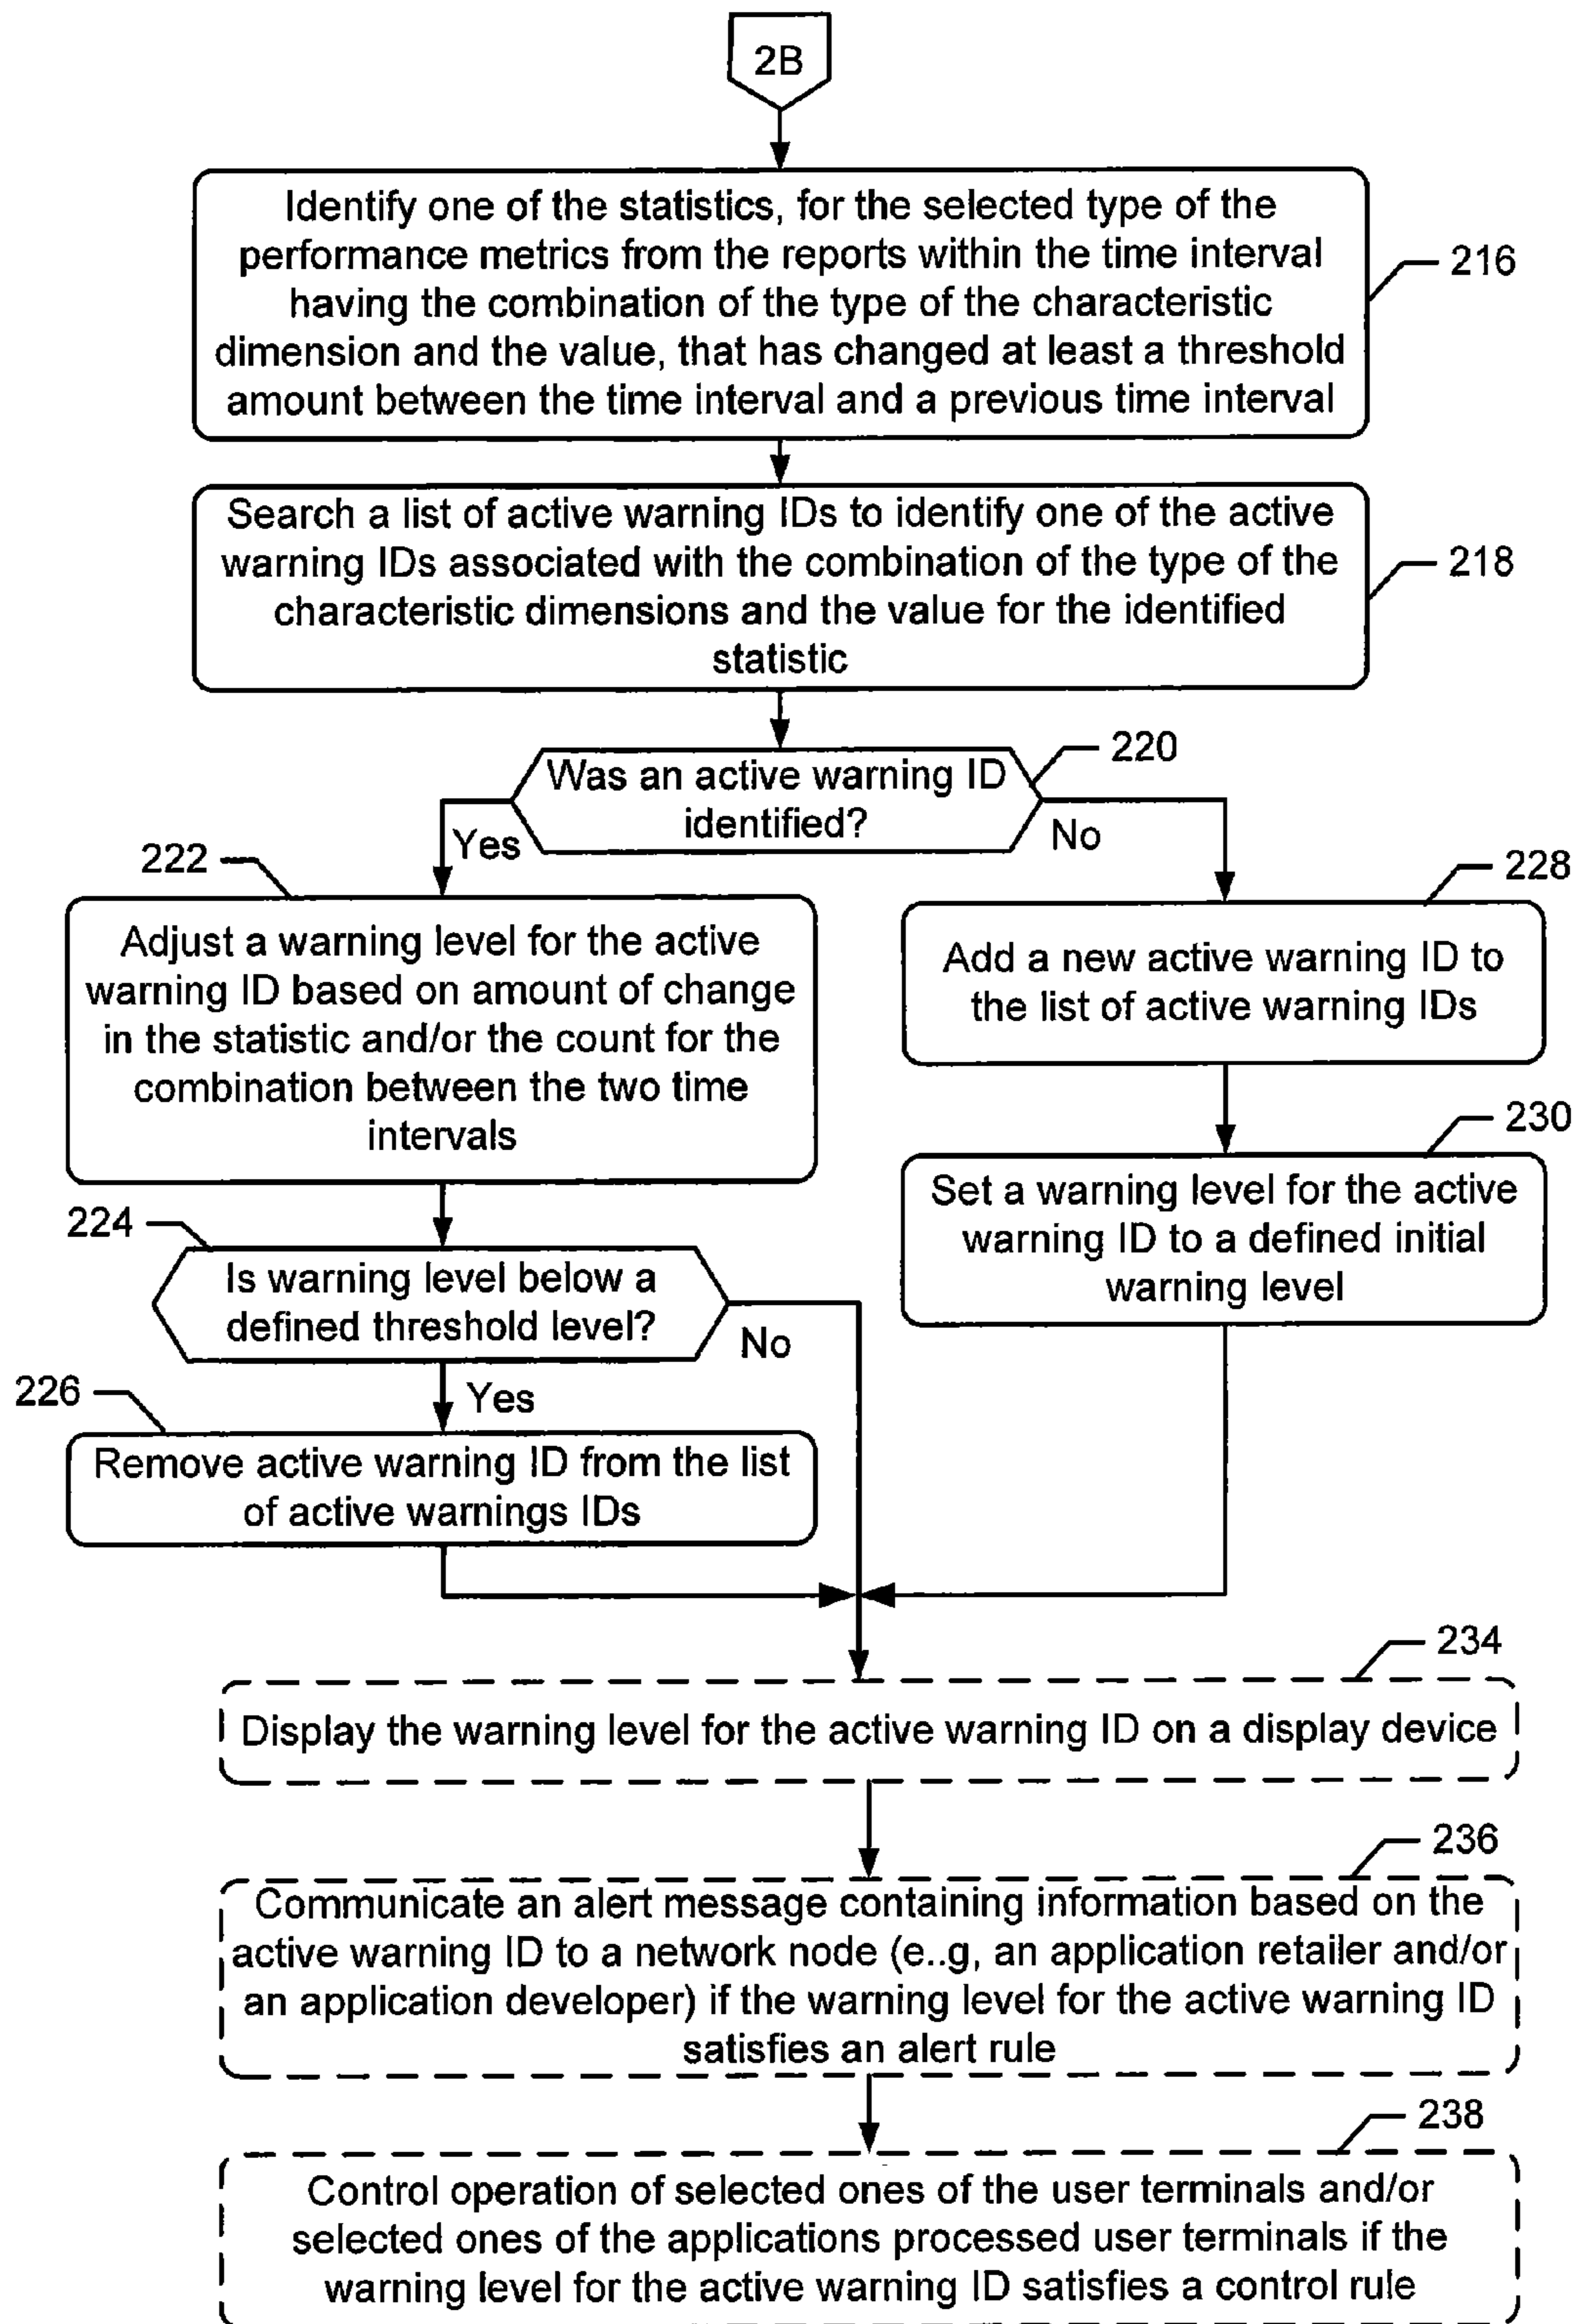 2B
Identify one of the statistics, for the selected type of the
performance metrics from the reports within the time interval
having the combination of the type of the characteristic
dimension and the value, that has changed at least a threshold
amount between the time interval and a previous time interval
216
Search a list of active warning IDs to identify one of the active
warning IDs associated with the combination of the type of the
characteristic dimensions and the value for the identified
statistic
218
Was an active warning ID
identified?
220
Yes
No
222
Adjust a warning level for the active
warning ID based on amount of change
in the statistic and/or the count for the
combination between the two time
intervals
228
Add a new active warning ID to
the list of active warning IDs
230
Set a warning level for the active
warning ID to a defined initial
warning level
224
Is warning level below a
defined threshold level?
No
Yes
226
Remove active warning ID from the list
of active warnings IDs
234
Display the warning level for the active warning ID on a display device
236
Communicate an alert message containing information based on the
active warning ID to a network node (e..g, an application retailer and/or
an application developer) if the warning level for the active warning ID
satisfies an alert rule
238
Control operation of selected ones of the user terminals and/or
selected ones of the applications processed user terminals if the
warning level for the active warning ID satisfies a control rule